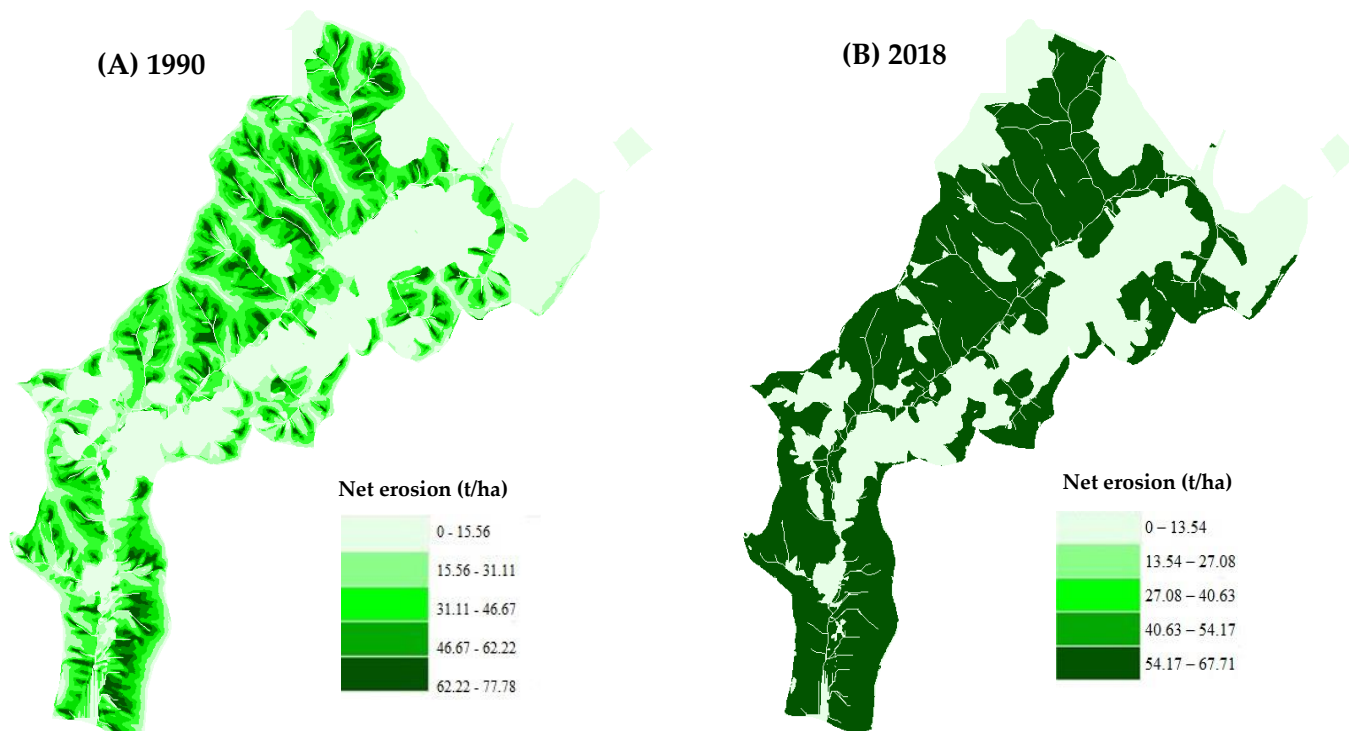 (A) 1990
(B) 2018
Net erosion (t/ha)
0 - 15.56
15.56 - 31.11
31.11 - 46.67
46.67 - 62.22
62.22 - 77.78
Net erosion (t/ha)
0 – 13.54
13.54 – 27.08
27.08 – 40.63
40.63 – 54.17
54.17 – 67.71